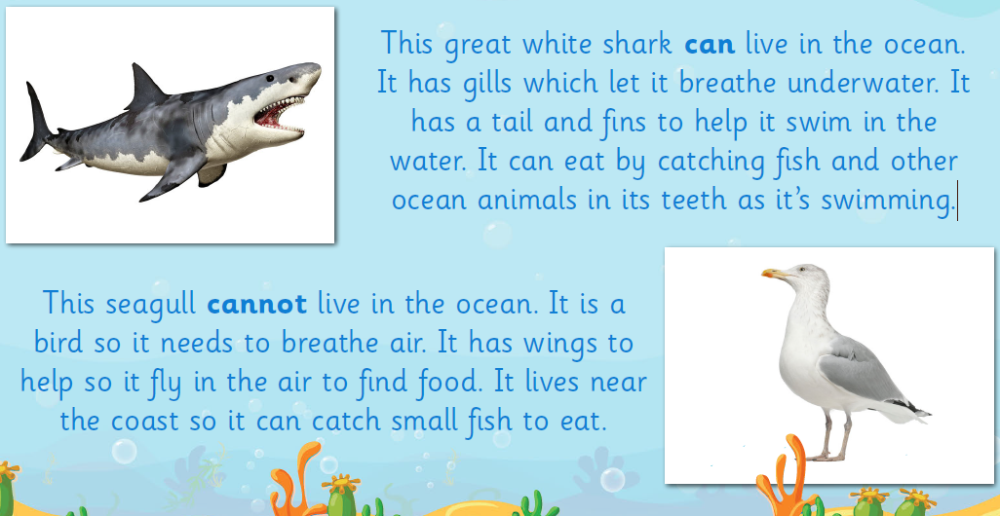 This great white shark can live in the ocean.
It has gills which let it breathe underwater. It
has a tail and fins to help it swim in the
water. It can eat by catching fish and other
ocean animals in its teeth as it's swimming.
This seagull cannot live in the ocean. It is a
bird so it needs to breathe air. It has wings to
help so it fly in the air to find food. It lives near
the coast so it can catch small fish to eat.